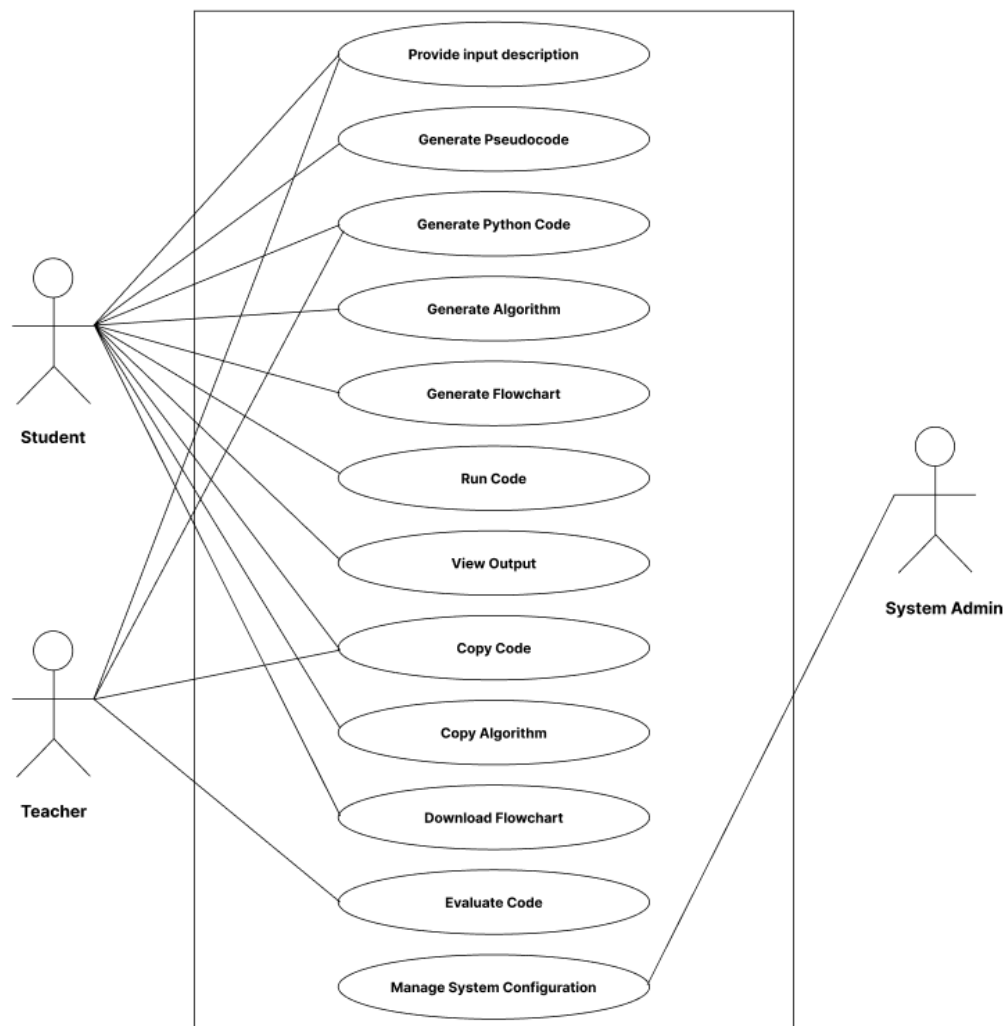 Provide input description
Generate Pseudocode
Generate Python Code
Generate Algorithm
Generate Flowchart
Student
Run Code
View Output
System Admin
Copy Code
Copy Algorithm
Teacher
Download Flowchart
Evaluate Code
Manage System Configuration